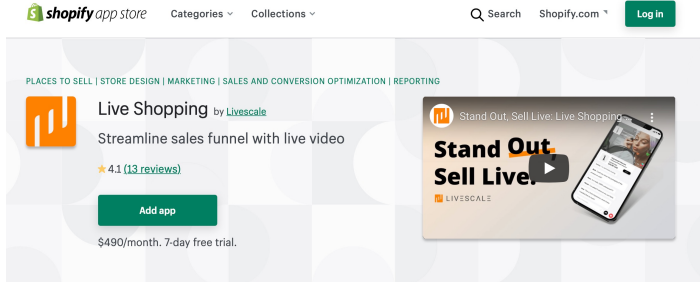 shopify app store Categories Collections Search Shopify.com Log in
PLACES TO SELL | STORE DESIGN | MARKETING | SALES AND CONVERSION OPTIMIZATION | REPORTING
Live Shopping by Livescale
Streamline sales funnel with live video
4.1 (13 reviews)
Add app
$490/month. 7-day free trial.
Stand Out, Sell Live: Live Shopping
Stand Out,
Sell Live.
LIVESCALE